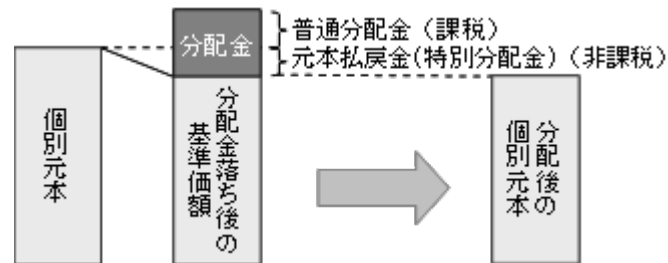 分配金
普通分配金（課税）
元本払戻金(特別分配金)（非課税）
個別元本
分配金落ち後の
基準価額
分配後の
個別元本